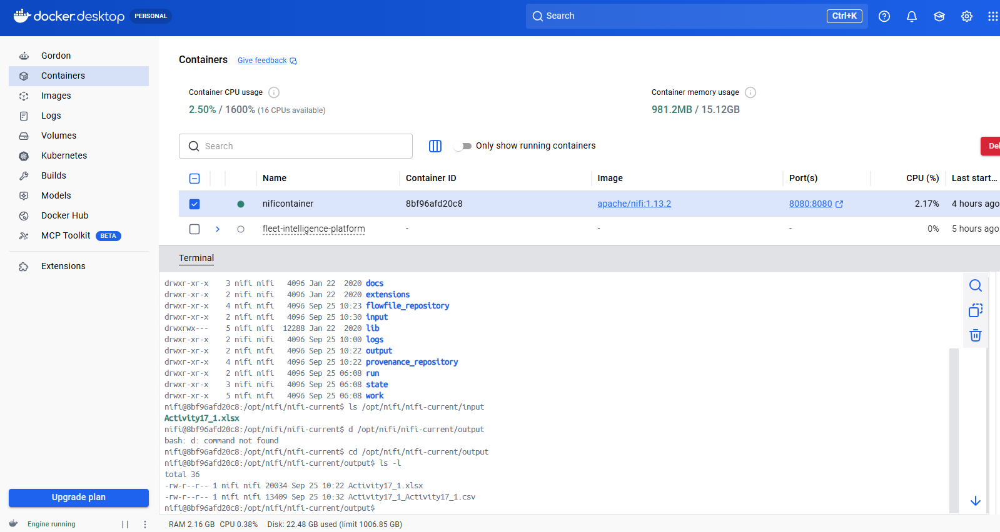 docker.desktop PERSONAL
Search Ctrl+K
Gordon
Containers
Images
Logs
Volumes
Kubernetes
Builds
Models
Docker Hub
MCP Toolkit BETA
Extensions
Upgrade plan
Engine running
Containers Give feedback
Container CPU usage
2.50% / 1600% (16 CPUs available)
Container memory usage
981.2MB / 15.12GB
Search
Only show running containers
Del
Name Container ID Image Port(s) CPU (%) Last start...
nificontainer 8bf96afd20c8 apache/nifi:1.13.2 8080:8080 2.17% 4 hours ago
fleet-intelligence-platform - - - 0% 5 hours ago
Terminal
drwxr-xr-x 3 nifi nifi 4096 Jan 22 2020 docs
drwxr-xr-x 2 nifi nifi 4096 Jan 22 2020 extensions
drwxr-xr-x 4 nifi nifi 4096 Sep 25 10:23 flowfile_repository
drwxr-xr-x 2 nifi nifi 4096 Sep 25 10:30 input
drwxrwx--- 5 nifi nifi 12288 Jan 22 2020 lib
drwxr-xr-x 2 nifi nifi 4096 Sep 25 10:00 logs
drwxr-xr-x 2 nifi nifi 4096 Sep 25 10:22 output
drwxr-xr-x 4 nifi nifi 4096 Sep 25 10:22 provenance_repository
drwxr-xr-x 2 nifi nifi 4096 Sep 25 06:08 run
drwxr-xr-x 3 nifi nifi 4096 Sep 25 06:08 state
drwxr-xr-x 5 nifi nifi 4096 Sep 25 06:08 work
nifi@8bf96afd20c8:/opt/nifi/nifi-current$ ls /opt/nifi/nifi-current/input
Activity17_1.xlsx
nifi@8bf96afd20c8:/opt/nifi/nifi-current$ d /opt/nifi/nifi-current/output
bash: d: command not found
nifi@8bf96afd20c8:/opt/nifi/nifi-current$ cd /opt/nifi/nifi-current/output
nifi@8bf96afd20c8:/opt/nifi/nifi-current/output$ ls -l
total 36
-rw-r--r-- 1 nifi nifi 20034 Sep 25 10:22 Activity17_1.xlsx
-rw-r--r-- 1 nifi nifi 13409 Sep 25 10:32 Activity17_1_Activity17_1.csv
nifi@8bf96afd20c8:/opt/nifi/nifi-current/output$
RAM 2.16 GB CPU 0.38% Disk: 22.48 GB used (limit 1006.85 GB)